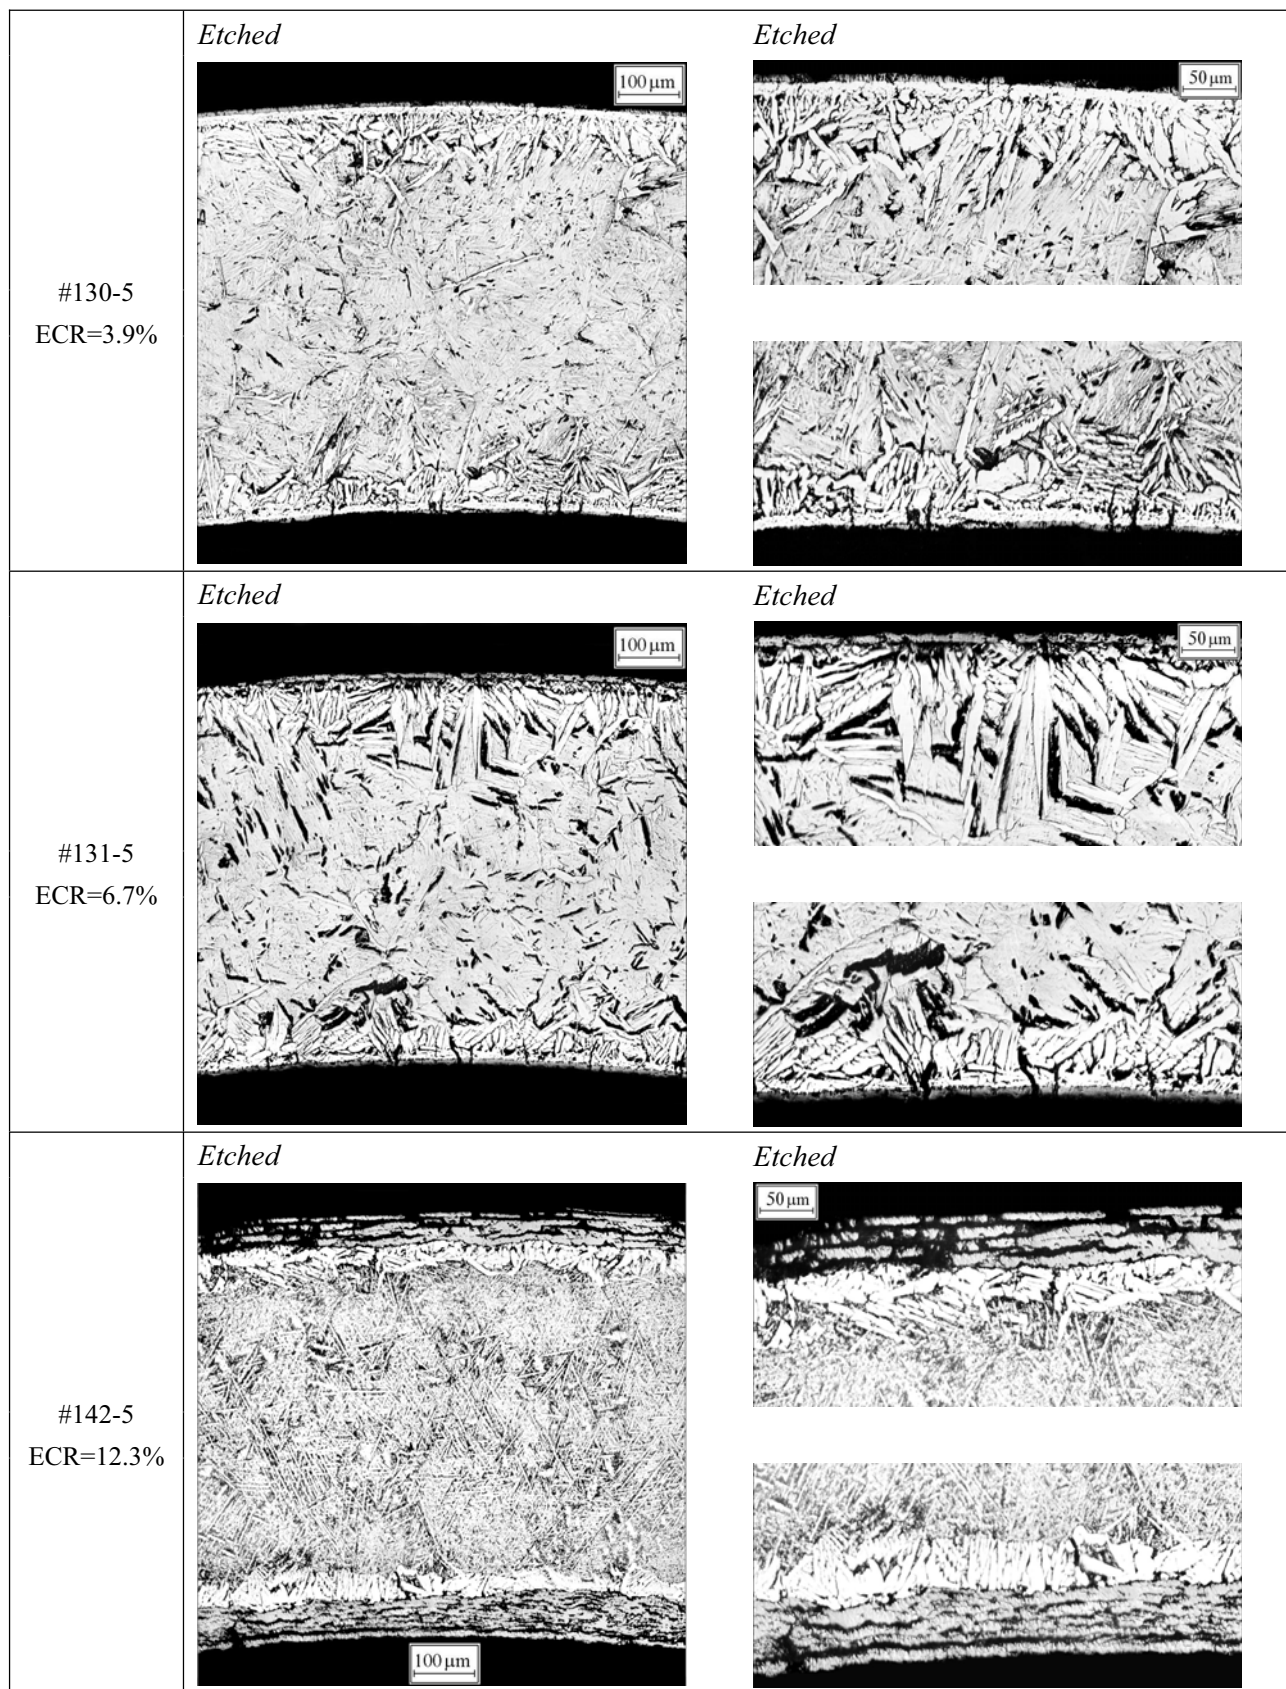 Etched
Etched
100 μm
50 μm
#130-5
ECR=3.9%
Etched
Etched
100 μm
50 μm
#131-5
ECR=6.7%
Etched
Etched
50 μm
#142-5
ECR=12.3%
100 μm